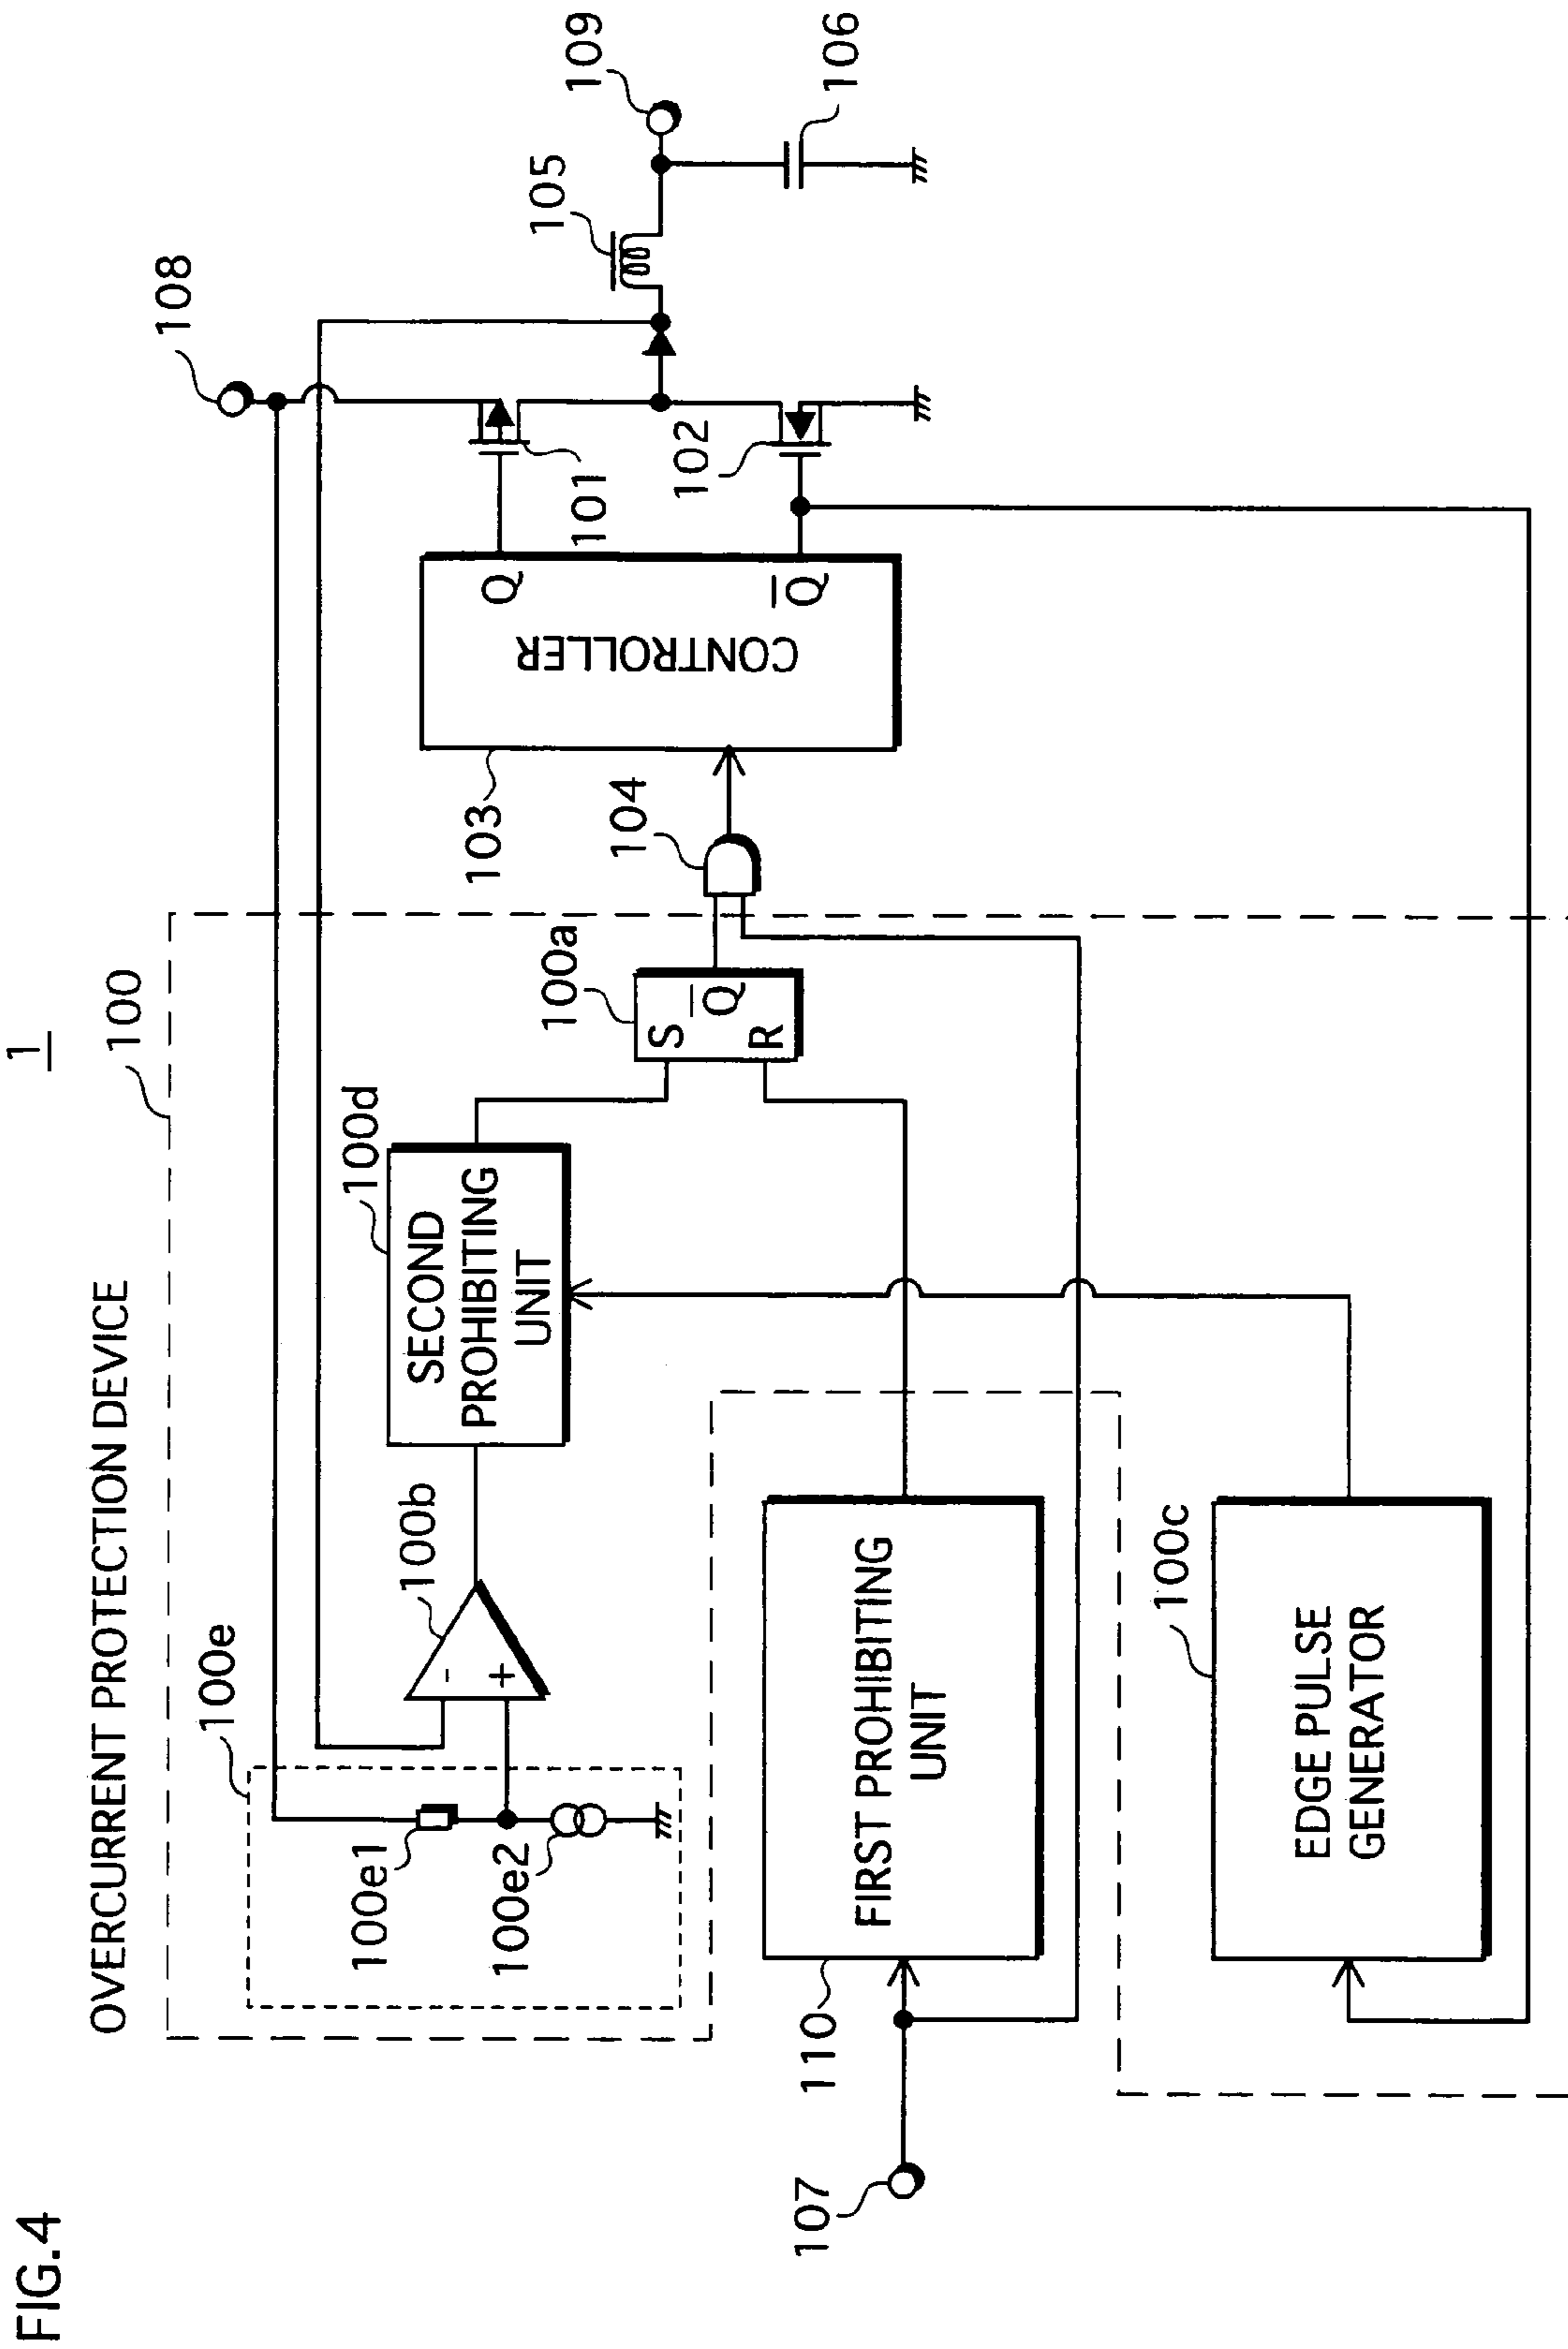 FIG.4
1
OVERCURRENT PROTECTION DEVICE
100
108
109
100e
100b
100d
100a
103
104
101
102
105
106
100e1
100e2
-
+
SECOND
PROHIBITING
UNIT
S
Q̅
R
CONTROLLER
Q
Q̅
107
110
FIRST PROHIBITING
UNIT
100c
EDGE PULSE
GENERATOR